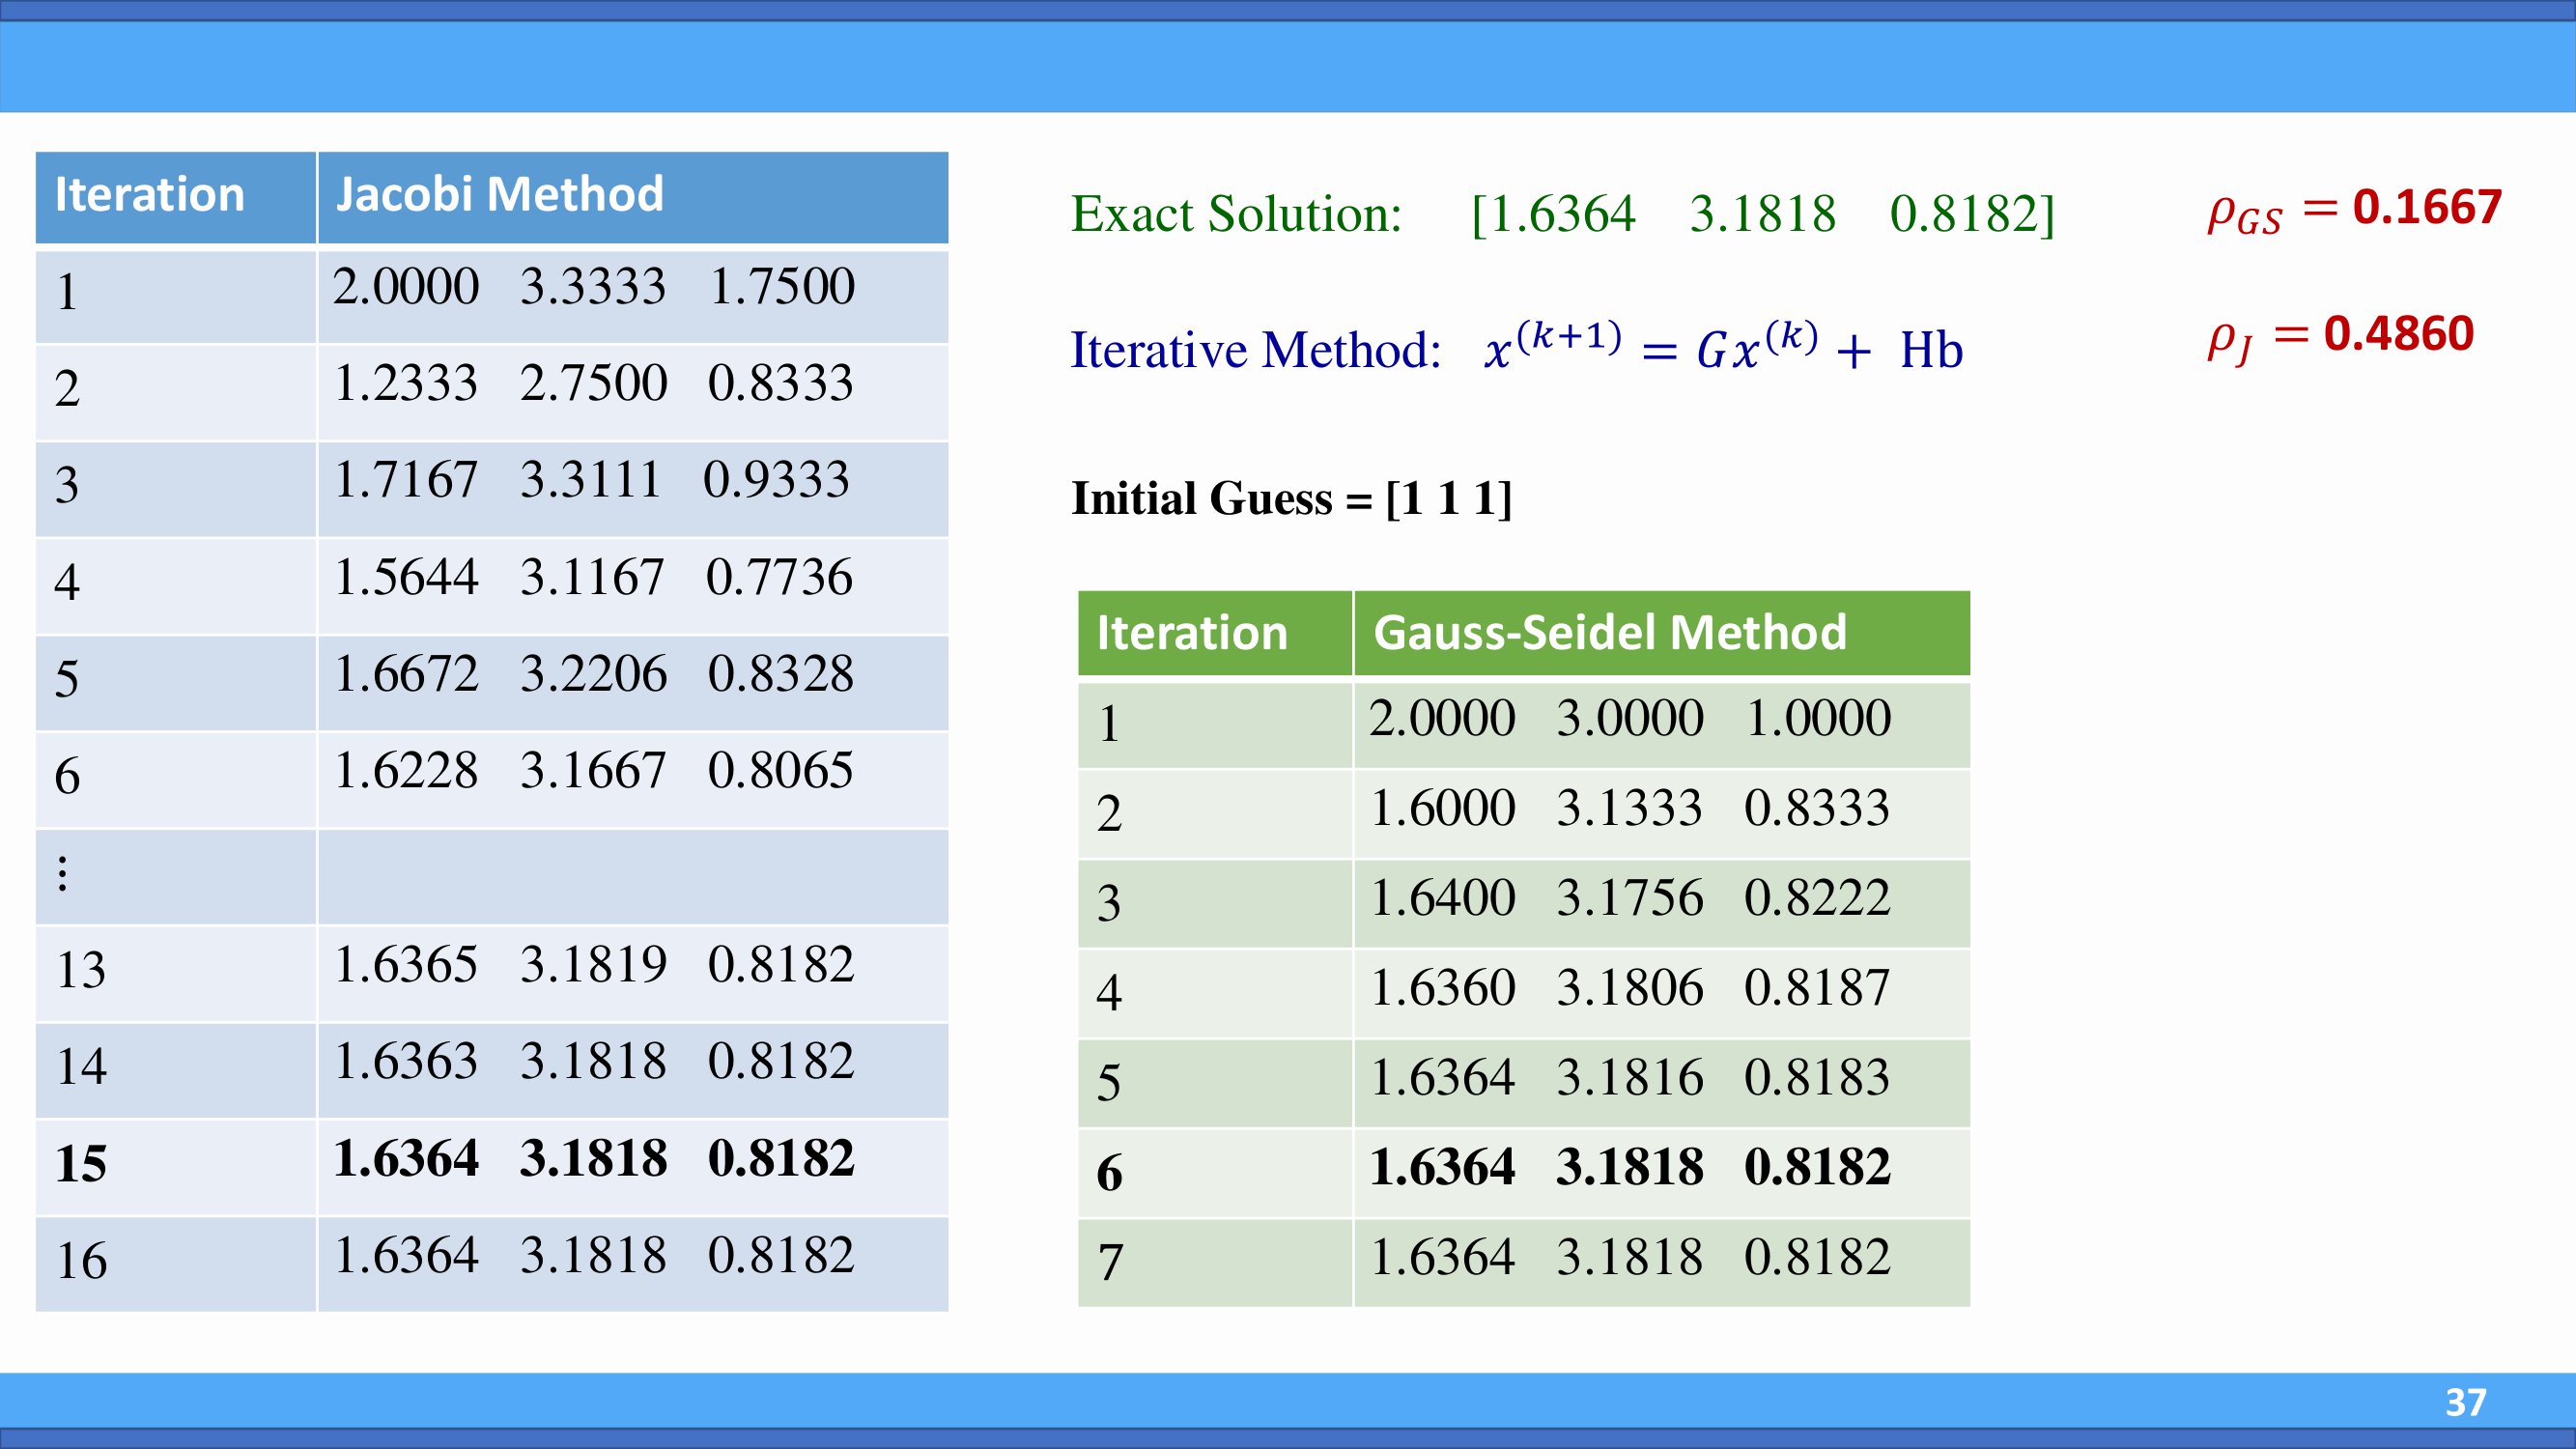 Iteration Jacobi Method
1 2.0000 3.3333 1.7500
2 1.2333 2.7500 0.8333
3 1.7167 3.3111 0.9333
4 1.5644 3.1167 0.7736
5 1.6672 3.2206 0.8328
6 1.6228 3.1667 0.8065
⋮
13 1.6365 3.1819 0.8182
14 1.6363 3.1818 0.8182
15 1.6364 3.1818 0.8182
16 1.6364 3.1818 0.8182
Exact Solution: [1.6364 3.1818 0.8182]
Iterative Method: x^(k+1) = Gx^(k) + Hb
Initial Guess = [1 1 1]
ρ_GS = 0.1667
ρ_J = 0.4860
Iteration Gauss-Seidel Method
1 2.0000 3.0000 1.0000
2 1.6000 3.1333 0.8333
3 1.6400 3.1756 0.8222
4 1.6360 3.1806 0.8187
5 1.6364 3.1816 0.8183
6 1.6364 3.1818 0.8182
7 1.6364 3.1818 0.8182
37